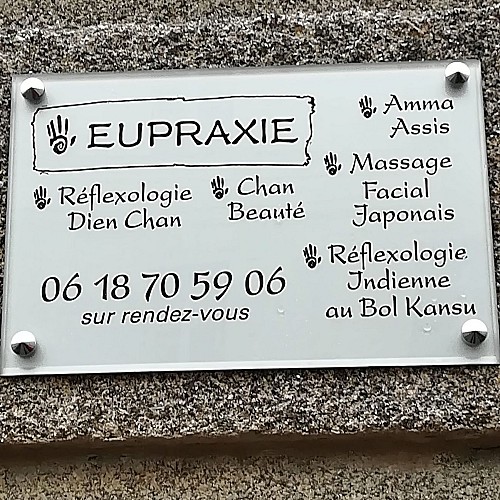 EUPRAXIE
Réflexologie
Dien Chan
Chan
Beauté
06 18 70 59 06
sur rendez-vous
Amma
Assis
Massage
Facial
Japonais
Réflexologie
Indienne
au Bol Kansu